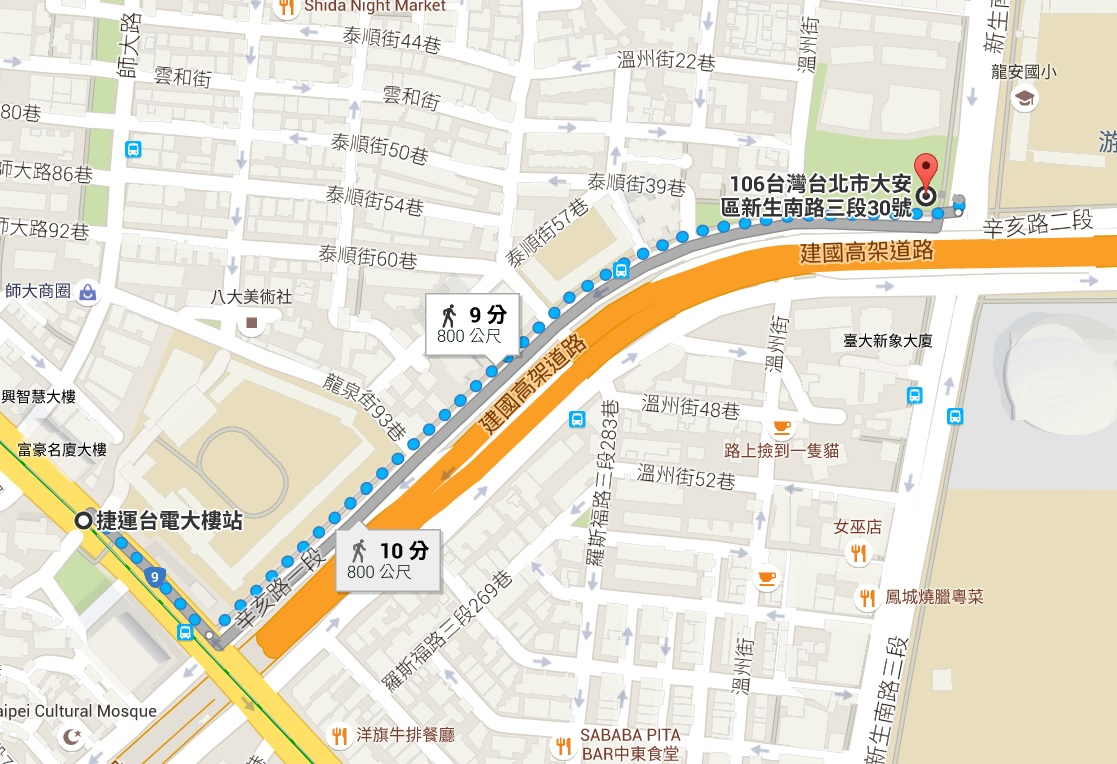 Shida Night Market
師大路
泰順街44巷
溫州街22巷
溫州街
新生南
雲和街
雲和街
龍安國小
80巷
泰順街50巷
游
師大路86巷
泰順街39巷
106台灣台北市大安
區新生南路三段30號
泰順街54巷
師大路92巷
泰順街57巷
辛亥路二段
建國高架道路
泰順街60巷
師大商圈
八大美術社
9 分
800 公尺
溫州街
臺大新象大廈
建國高架道路
興智慧大樓
龍泉街93巷
溫州街48巷
富豪名廈大樓
路上撿到一隻貓
羅斯福路三段283巷
溫州街52巷
捷運台電大樓站
女巫店
10 分
800 公尺
9
辛亥路一段
鳳城燒臘粵菜
羅斯福路三段269巷
溫州街
新生南路三段
aipei Cultural Mosque
洋旗牛排餐廳
SABABA PITA
BAR中東食堂